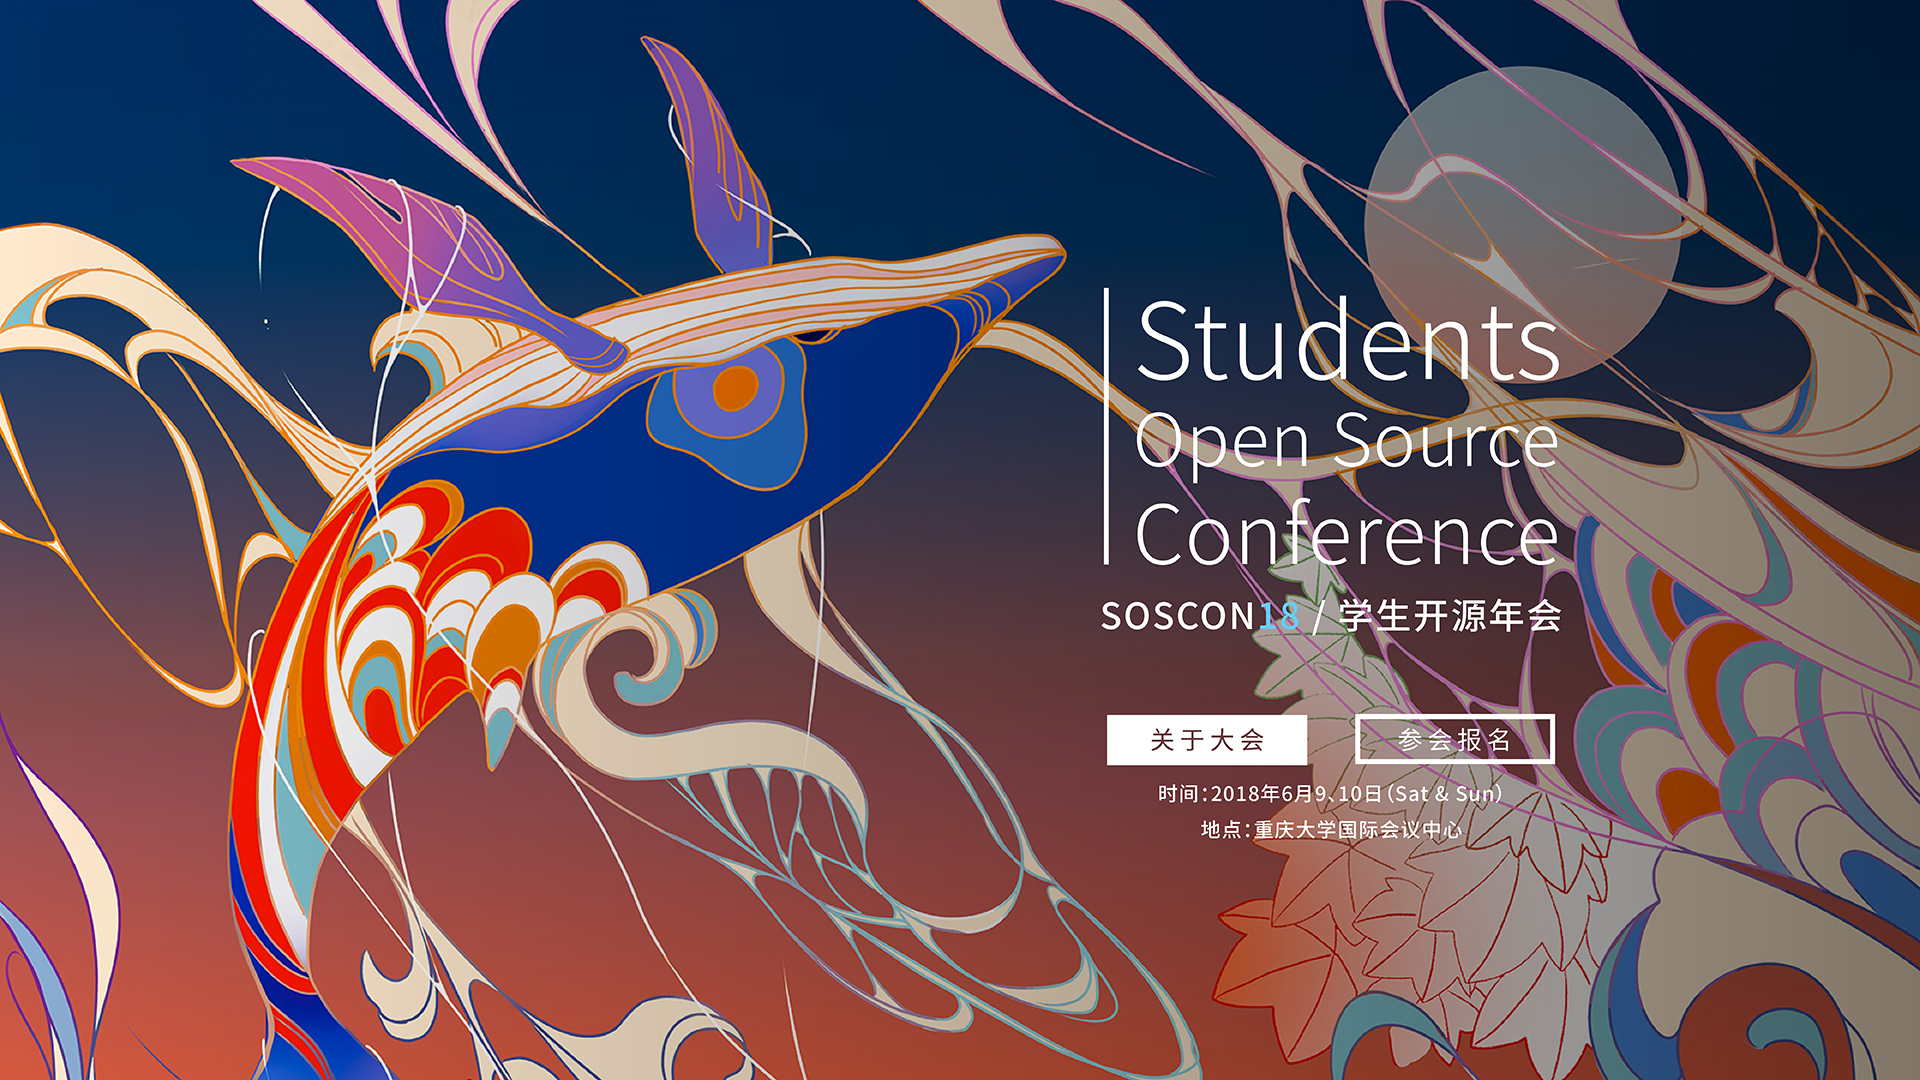 Students
Open Source
Conference
SOSCON18 / 学生开源年会
关于大会 参会报名
时间：2018年6月9、10日（Sat & Sun）
地点：重庆大学国际会议中心